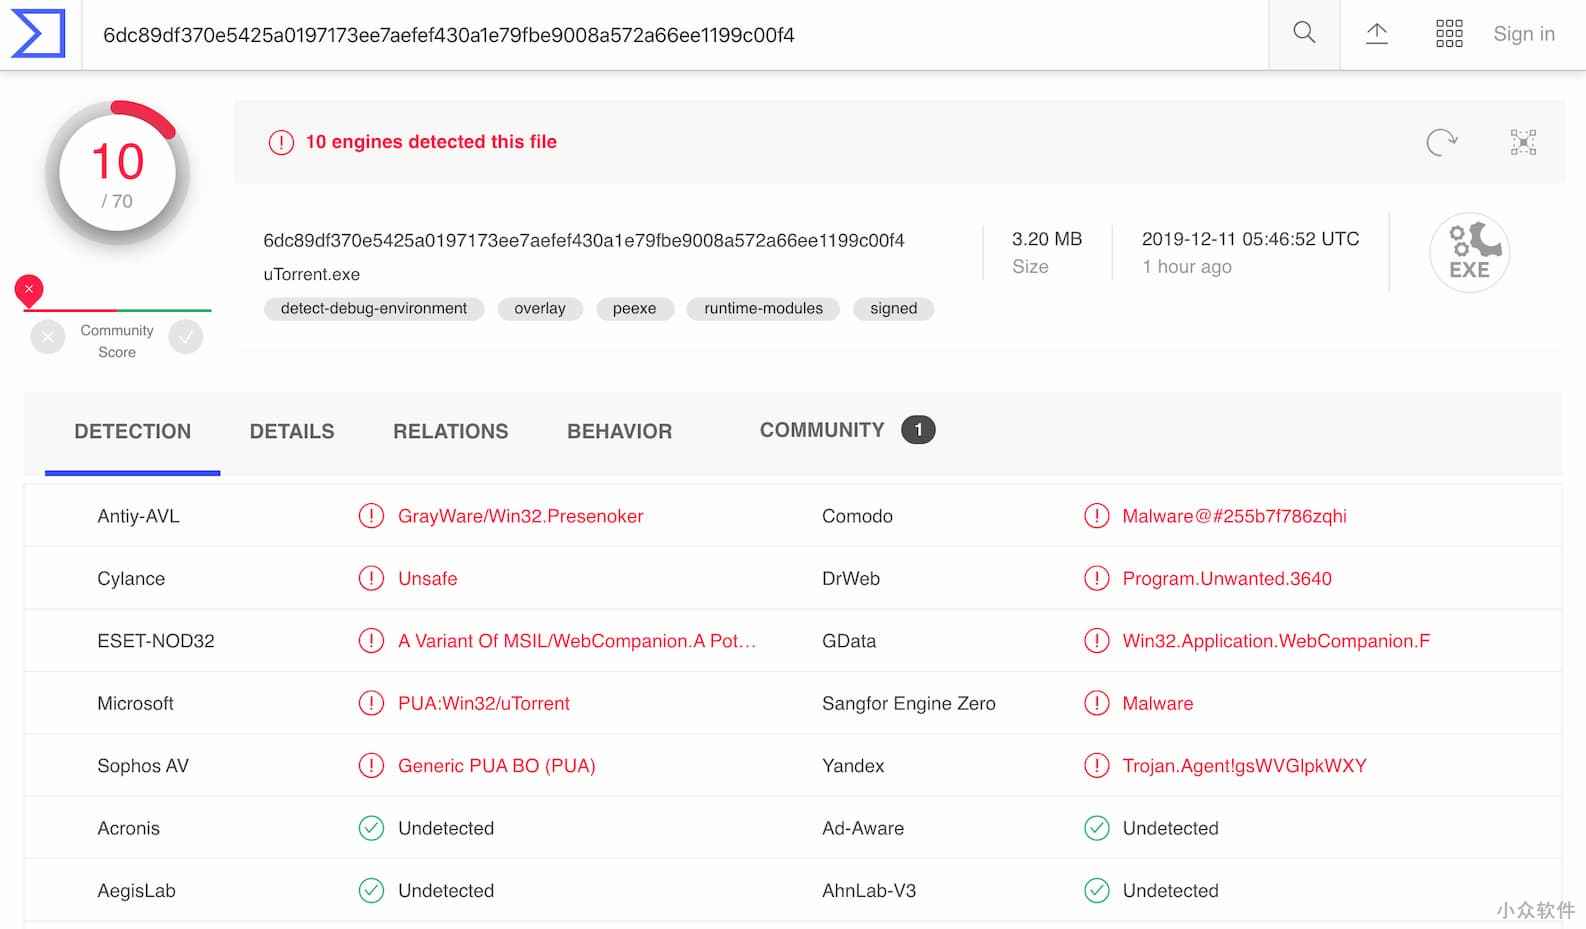 6dc89df370e5425a0197173ee7aefef430a1e79fbe9008a572a66ee1199c00f4
Sign in
10
/ 70
10 engines detected this file
6dc89df370e5425a0197173ee7aefef430a1e79fbe9008a572a66ee1199c00f4
uTorrent.exe
detect-debug-environment overlay peexe runtime-modules signed
3.20 MB
Size
2019-12-11 05:46:52 UTC
1 hour ago
EXE
Community
Score
DETECTION DETAILS RELATIONS BEHAVIOR COMMUNITY 1
Antiy-AVL GrayWare/Win32.Presenoker Comodo Malware@#255b7f786zqhi
Cylance Unsafe DrWeb Program.Unwanted.3640
ESET-NOD32 A Variant Of MSIL/WebCompanion.A Pot... GData Win32.Application.WebCompanion.F
Microsoft PUA:Win32/uTorrent Sangfor Engine Zero Malware
Sophos AV Generic PUA BO (PUA) Yandex Trojan.Agent!gsWVGlpkWXY
Acronis Undetected Ad-Aware Undetected
AegisLab Undetected AhnLab-V3 Undetected
小众软件